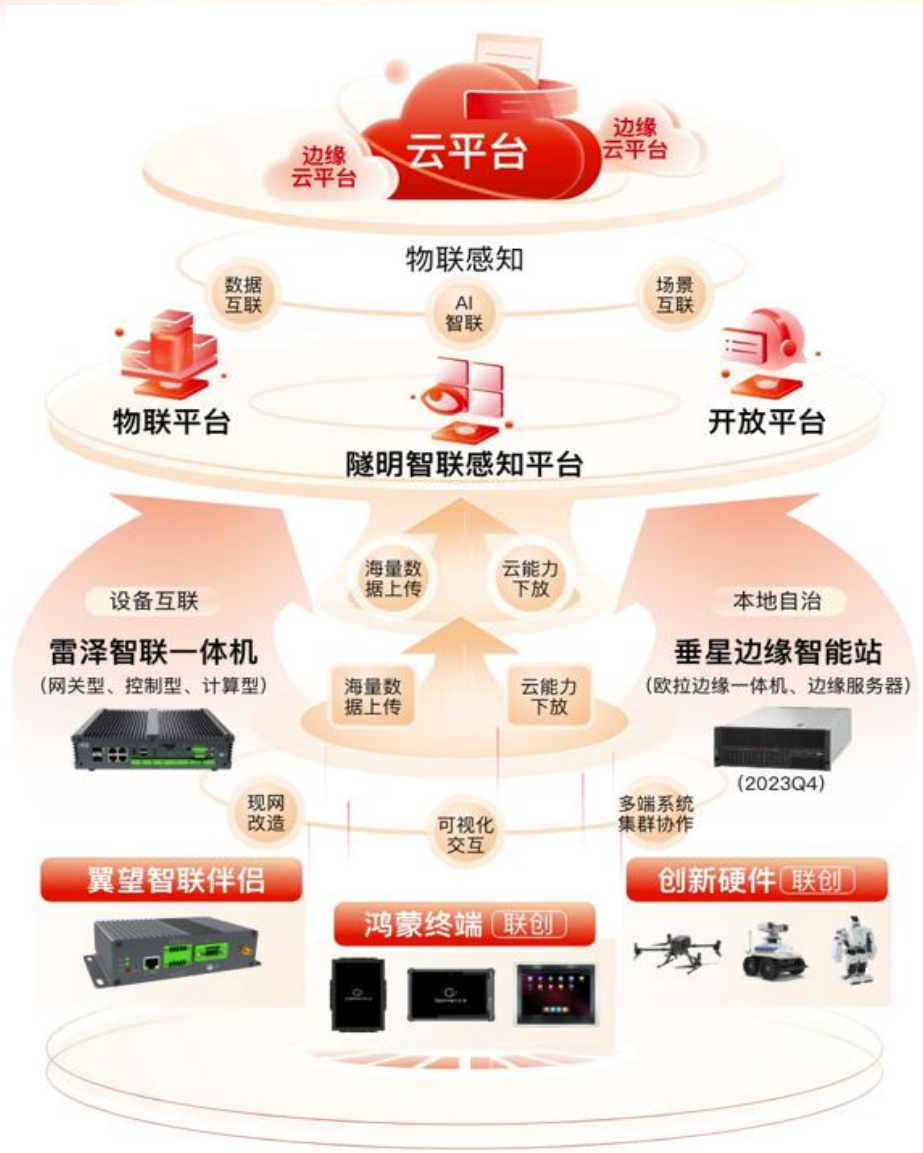 云平台
边缘
云平台
边缘
云平台
物联感知
数据
互联
AI
智联
场景
互联
物联平台
隧明智联感知平台
开放平台
海量数
据上传
云能力
下放
设备互联
雷泽智联一体机
(网关型、控制型、计算型)
本地自治
垂星边缘智能站
(欧拉边缘一体机、边缘服务器)
(2023Q4)
海量数
据上传
云能力
下放
现网
改造
可视化
交互
多端系统
集群协作
翼望智联伴侣
鸿蒙终端 联创
创新硬件 联创